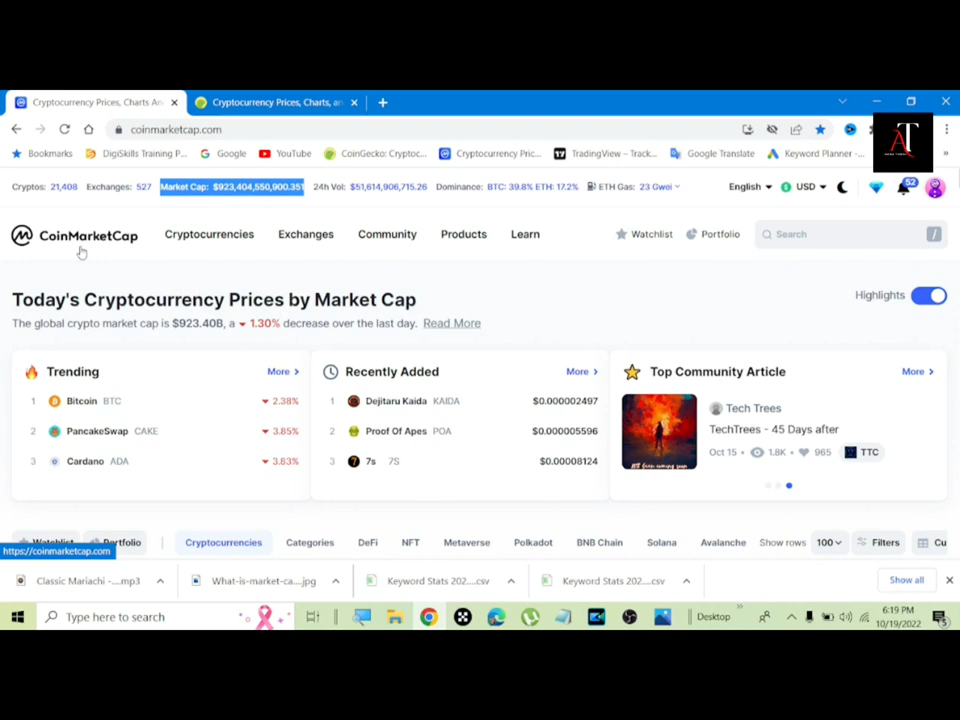 Cryptocurrency Prices, Charts An
Cryptocurrency Prices, Charts, an
coinmarketcap.com
Bookmarks DigiSkills Training P... Google YouTube CoinGecko: Cryptoc... Cryptocurrency Pric... TradingView – Track... Google Translate Keyword Planner -... »
AT
Cryptos: 21,408 Exchanges: 527 Market Cap: $923,404,550,900.351 24h Vol: $51,614,906,715.26 Dominance: BTC: 39.8% ETH: 17.2% ETH Gas: 23 Gwei English USD 52
CoinMarketCap Cryptocurrencies Exchanges Community Products Learn Watchlist Portfolio Search /
Today's Cryptocurrency Prices by Market Cap
Highlights
The global crypto market cap is $923.40B, a 1.30% decrease over the last day. Read More
Trending More
1 Bitcoin BTC 2.38%
2 PancakeSwap CAKE 3.85%
3 Cardano ADA 3.63%
Recently Added More
1 Dejitaru Kaida KAIDA $0.000002497
2 Proof Of Apes POA $0.000005596
3 7s 7S $0.00008124
Top Community Article More
Tech Trees
TechTrees - 45 Days after
Oct 15 • 1.8K • 965 TTC
Watchlist Portfolio Cryptocurrencies Categories DeFi NFT Metaverse Polkadot BNB Chain Solana Avalanche Show rows 100 Filters Cu
https://coinmarketcap.com
Classic Mariachi -....mp3 What-is-market-ca....jpg Keyword Stats 202....csv Keyword Stats 202....csv Show all
Type here to search Desktop 6:19 PM
10/19/2022 5